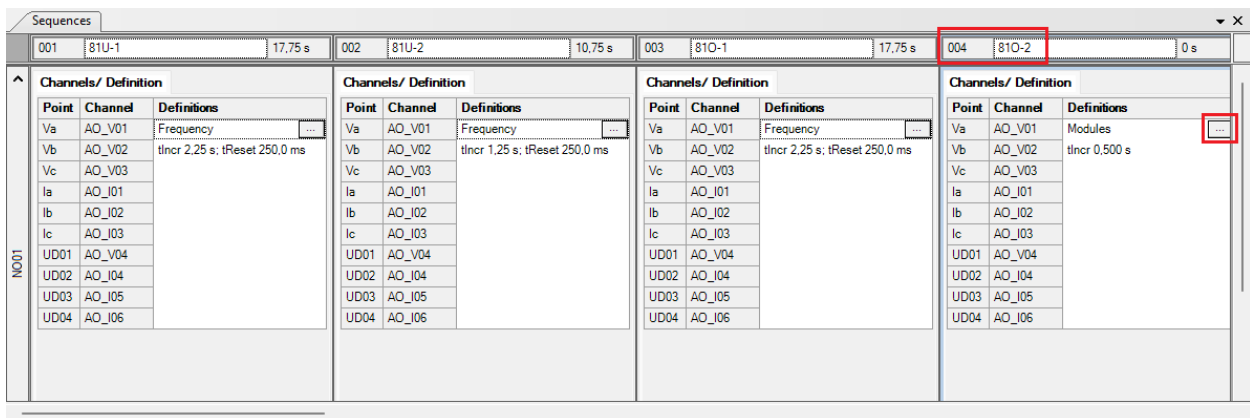 Sequences
001 81U-1 17,75 s 002 81U-2 10,75 s 003 81O-1 17,75 s 004 81O-2 0 s
Channels/ Definition Channels/ Definition Channels/ Definition Channels/ Definition
Point Channel Definitions Point Channel Definitions Point Channel Definitions Point Channel Definitions
Va AO_V01 Frequency ... Va AO_V01 Frequency ... Va AO_V01 Frequency ... Va AO_V01 Modules ...
Vb AO_V02 tIncr 2,25 s; tReset 250,0 ms Vb AO_V02 tIncr 1,25 s; tReset 250,0 ms Vb AO_V02 tIncr 2,25 s; tReset 250,0 ms Vb AO_V02 tIncr 0,500 s
Vc AO_V03 Vc AO_V03 Vc AO_V03 Vc AO_V03
Ia AO_I01 Ia AO_I01 Ia AO_I01 Ia AO_I01
Ib AO_I02 Ib AO_I02 Ib AO_I02 Ib AO_I02
Ic AO_I03 Ic AO_I03 Ic AO_I03 Ic AO_I03
UD01 AO_V04 UD01 AO_V04 UD01 AO_V04 UD01 AO_V04
UD02 AO_I04 UD02 AO_I04 UD02 AO_I04 UD02 AO_I04
UD03 AO_I05 UD03 AO_I05 UD03 AO_I05 UD03 AO_I05
UD04 AO_I06 UD04 AO_I06 UD04 AO_I06 UD04 AO_I06
NO01